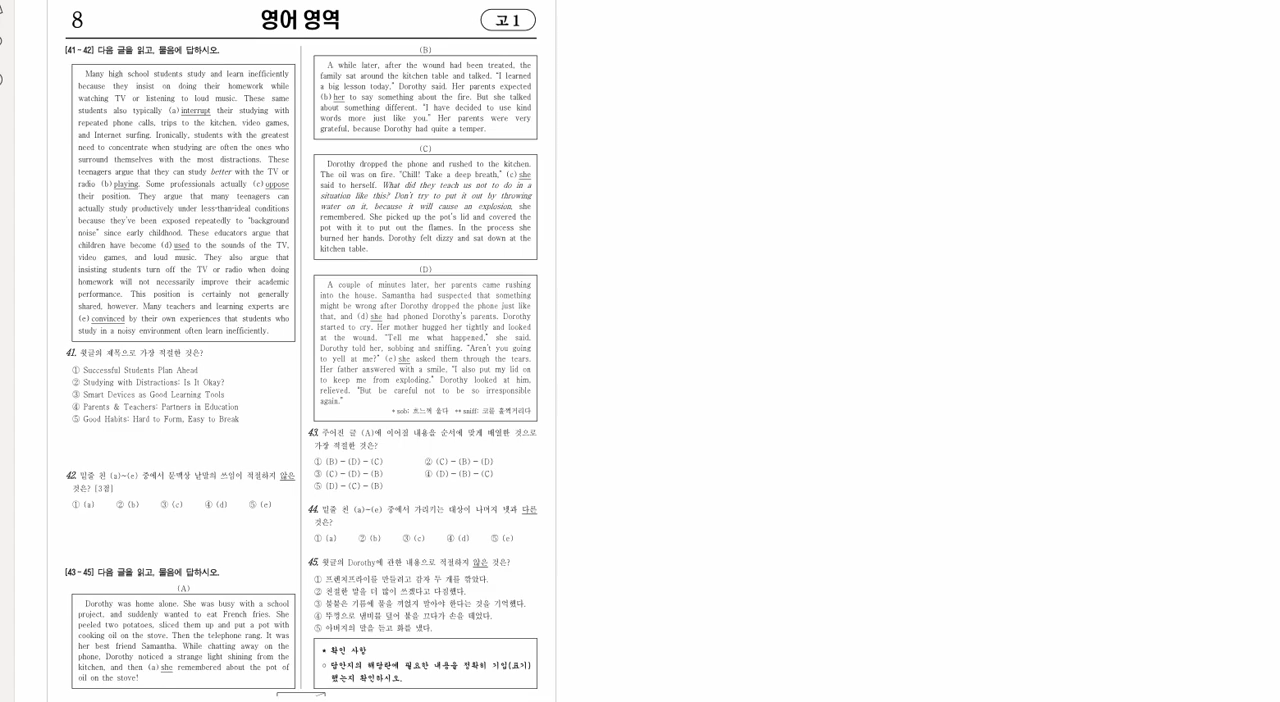 8
영어 영역
고 1
[41~42] 다음 글을 읽고, 물음에 답하시오.
Many high school students study and learn inefficiently
because they insist on doing their homework while
watching TV or listening to loud music. These same
students also typically (a) interrupt their studying with
repeated phone calls, trips to the kitchen, video games,
and Internet surfing. Ironically, students with the greatest
need to concentrate when studying are often the ones who
surround themselves with the most distractions. These
teenagers argue that they can study better with the TV or
radio (b) playing. Some professionals actually (c) oppose
their position. They argue that many teenagers can
actually study productively under less-than-ideal conditions
because they've been exposed repeatedly to "background
noise" since early childhood. These educators argue that
children have become (d) used to the sounds of the TV,
video games, and loud music. They also argue that
insisting students turn off the TV or radio when doing
homework will not necessarily improve their academic
performance. This position is certainly not generally
shared, however. Many teachers and learning experts are
(e) convinced by their own experiences that students who
study in a noisy environment often learn inefficiently.
41. 윗글의 제목으로 가장 적절한 것은?
① Successful Students Plan Ahead
② Studying with Distractions: Is It Okay?
③ Smart Devices as Good Learning Tools
④ Parents & Teachers: Partners in Education
⑤ Good Habits: Hard to Form, Easy to Break
42. 밑줄 친 (a)~(e) 중에서 문맥상 낱말의 쓰임이 적절하지 않은
것은? [3점]
① (a) ② (b) ③ (c) ④ (d) ⑤ (e)
[43~45] 다음 글을 읽고, 물음에 답하시오.
(A)
Dorothy was home alone. She was busy with a school
project, and suddenly wanted to eat French fries. She
peeled two potatoes, sliced them up and put a pot with
cooking oil on the stove. Then the telephone rang. It was
her best friend Samantha. While chatting away on the
phone, Dorothy noticed a strange light shining from the
kitchen, and then (a) she remembered about the pot of
oil on the stove!
(B)
A while later, after the wound had been treated, the
family sat around the kitchen table and talked. "I learned
a big lesson today," Dorothy said. Her parents expected
(b) her to say something about the fire. But she talked
about something different. "I have decided to use kind
words more just like you." Her parents were very
grateful, because Dorothy had quite a temper.
(C)
Dorothy dropped the phone and rushed to the kitchen.
The oil was on fire. "Chill! Take a deep breath," (c) she
said to herself. What did they teach us not to do in a
situation like this? Don't try to put it out by throwing
water on it, because it will cause an explosion, she
remembered. She picked up the pot's lid and covered the
pot with it to put out the flames. In the process she
burned her hands. Dorothy felt dizzy and sat down at the
kitchen table.
(D)
A couple of minutes later, her parents came rushing
into the house. Samantha had suspected that something
might be wrong after Dorothy dropped the phone just like
that, and (d) she had phoned Dorothy's parents. Dorothy
started to cry. Her mother hugged her tightly and looked
at the wound. "Tell me what happened," she said.
Dorothy told her, sobbing and sniffing. "Aren't you going
to yell at me?" (e) she asked them through the tears.
Her father answered with a smile, "I also put my lid on
to keep me from exploding." Dorothy looked at him,
relieved. "But be careful not to be so irresponsible
again."
* sob: 흐느껴 울다 ** sniff: 코를 훌쩍거리다
43. 주어진 글 (A)에 이어질 내용을 순서에 맞게 배열한 것으로
가장 적절한 것은?
① (B) - (D) - (C) ② (C) - (B) - (D)
③ (C) - (D) - (B) ④ (D) - (B) - (C)
⑤ (D) - (C) - (B)
44. 밑줄 친 (a)~(e) 중에서 가리키는 대상이 나머지 넷과 다른
것은?
① (a) ② (b) ③ (c) ④ (d) ⑤ (e)
45. 윗글의 Dorothy에 관한 내용으로 적절하지 않은 것은?
① 프렌치프라이를 만들려고 감자 두 개를 깎았다.
② 친절한 말을 더 많이 쓰겠다고 다짐했다.
③ 불붙은 기름에 물을 끼얹지 말아야 한다는 것을 기억했다.
④ 뚜껑으로 냄비를 덮어 불을 끄다가 손을 데었다.
⑤ 아버지의 말을 듣고 화를 냈다.
* 확인 사항
○ 답안지의 해당란에 필요한 내용을 정확히 기입(표기)
했는지 확인하시오.